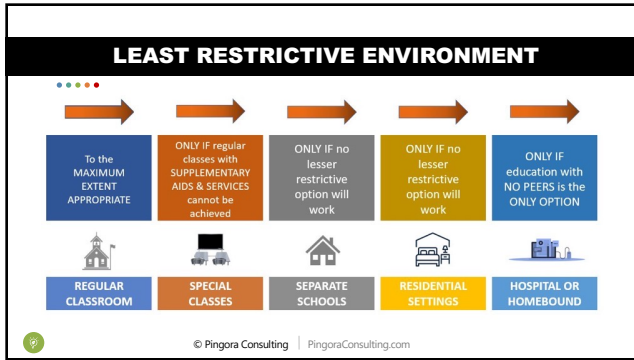 LEAST RESTRICTIVE ENVIRONMENT
To the
MAXIMUM
EXTENT
APPROPRIATE
ONLY IF regular
classes with
SUPPLEMENTARY
AIDS & SERVICES
cannot be
achieved
ONLY IF no
lesser
restrictive
option will
work
ONLY IF no
lesser
restrictive
option will
work
ONLY IF
education with
NO PEERS is the
ONLY OPTION
REGULAR
CLASSROOM
SPECIAL
CLASSES
SEPARATE
SCHOOLS
RESIDENTIAL
SETTINGS
HOSPITAL OR
HOMEBOUND
© Pingora Consulting | PingoraConsulting.com